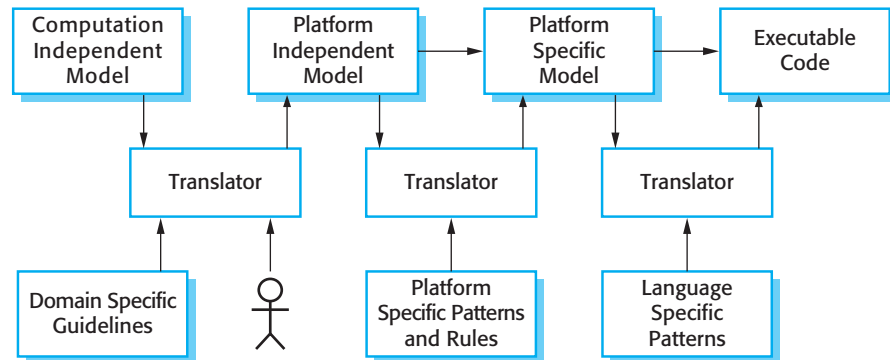 Computation
Independent
Model
Platform
Independent
Model
Platform
Specific
Model
Executable
Code
Translator
Translator
Translator
Domain Specific
Guidelines
Platform
Specific Patterns
and Rules
Language
Specific
Patterns